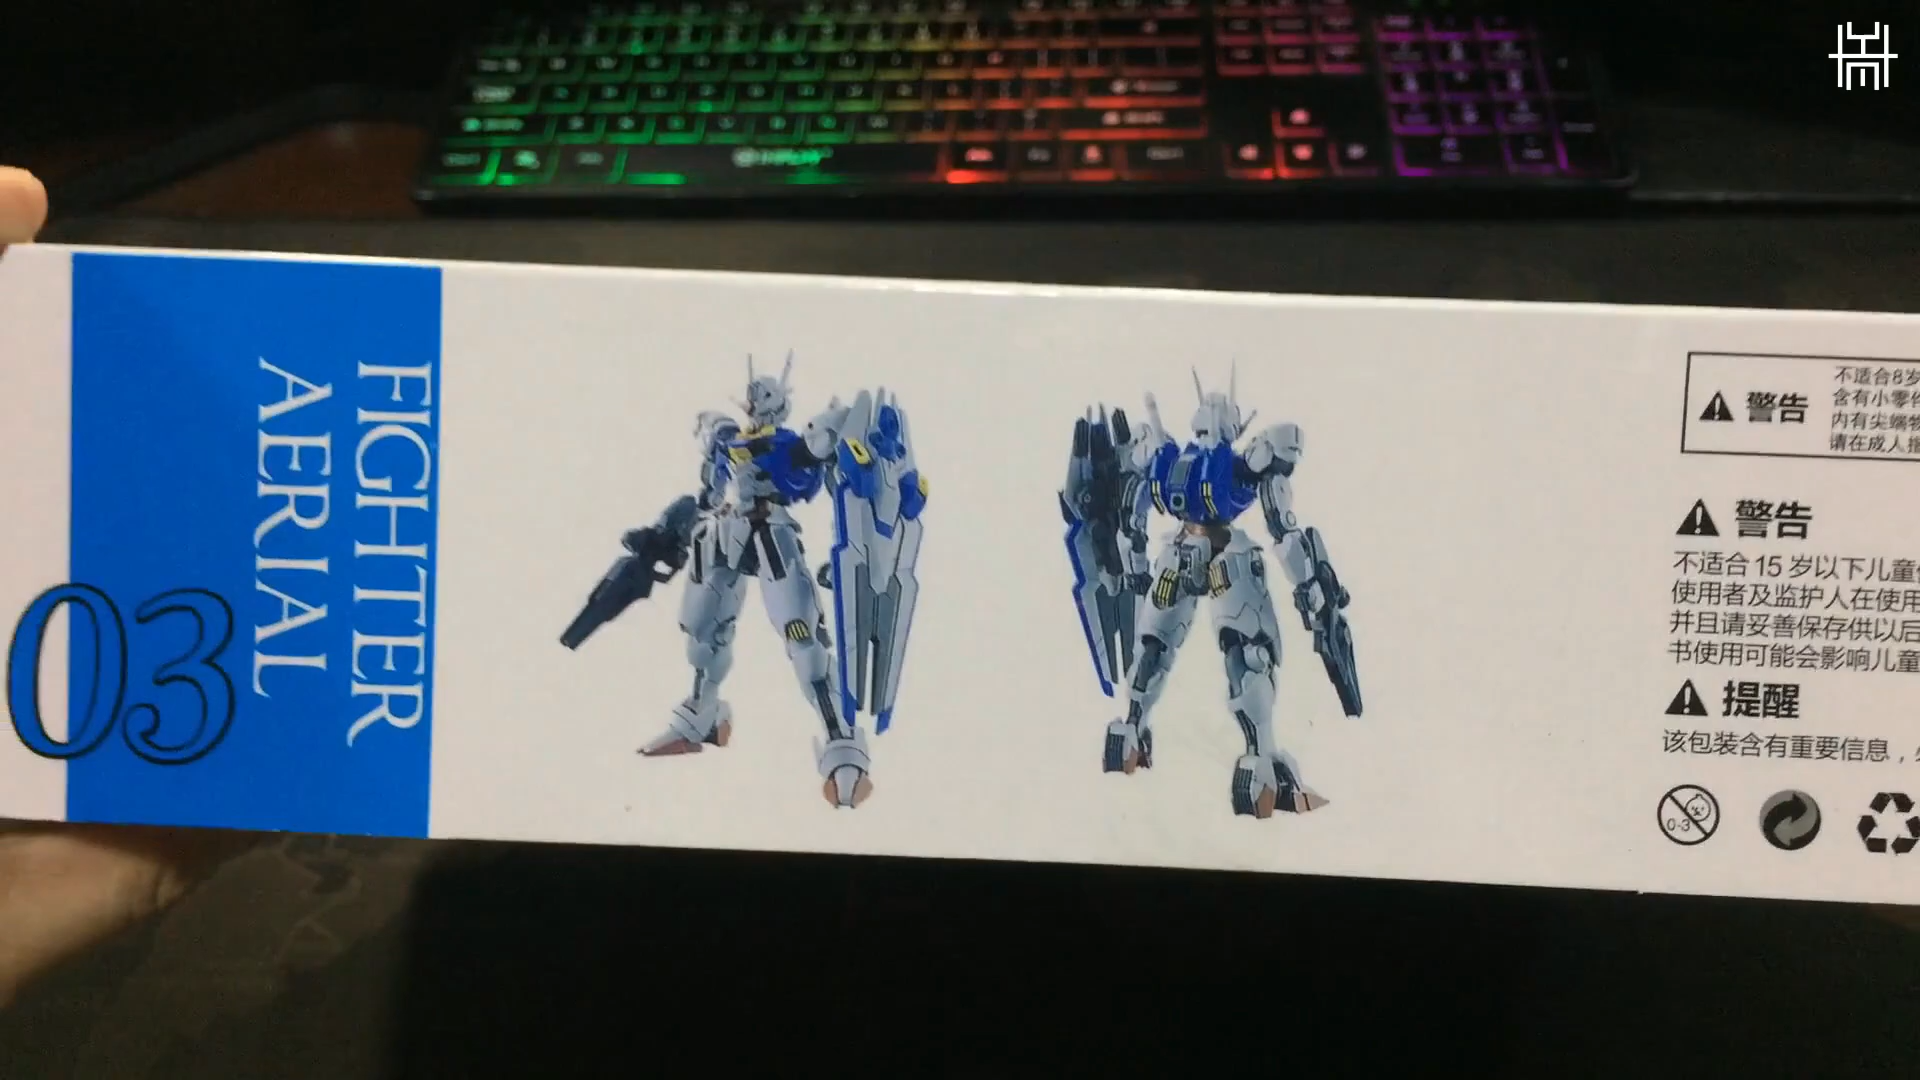 FIGHTER
AERIAL
03
警告
不适合8岁
含有小零件
内有尖端物
请在成人指
警告
不适合15岁以下儿童使
使用者及监护人在使用
并且请妥善保存供以后
书使用可能会影响儿童
提醒
该包装含有重要信息，
0-3